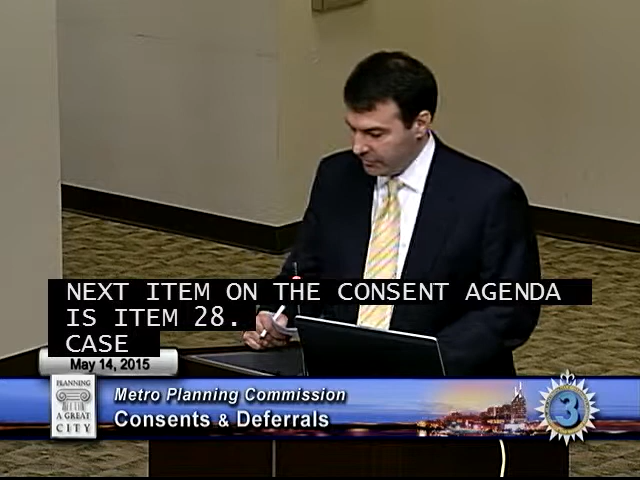 NEXT ITEM ON THE CONSENT AGENDA
IS ITEM 28.
CASE
May 14, 2015
PLANNING
A GREAT
CITY
Metro Planning Commission
Consents & Deferrals
3